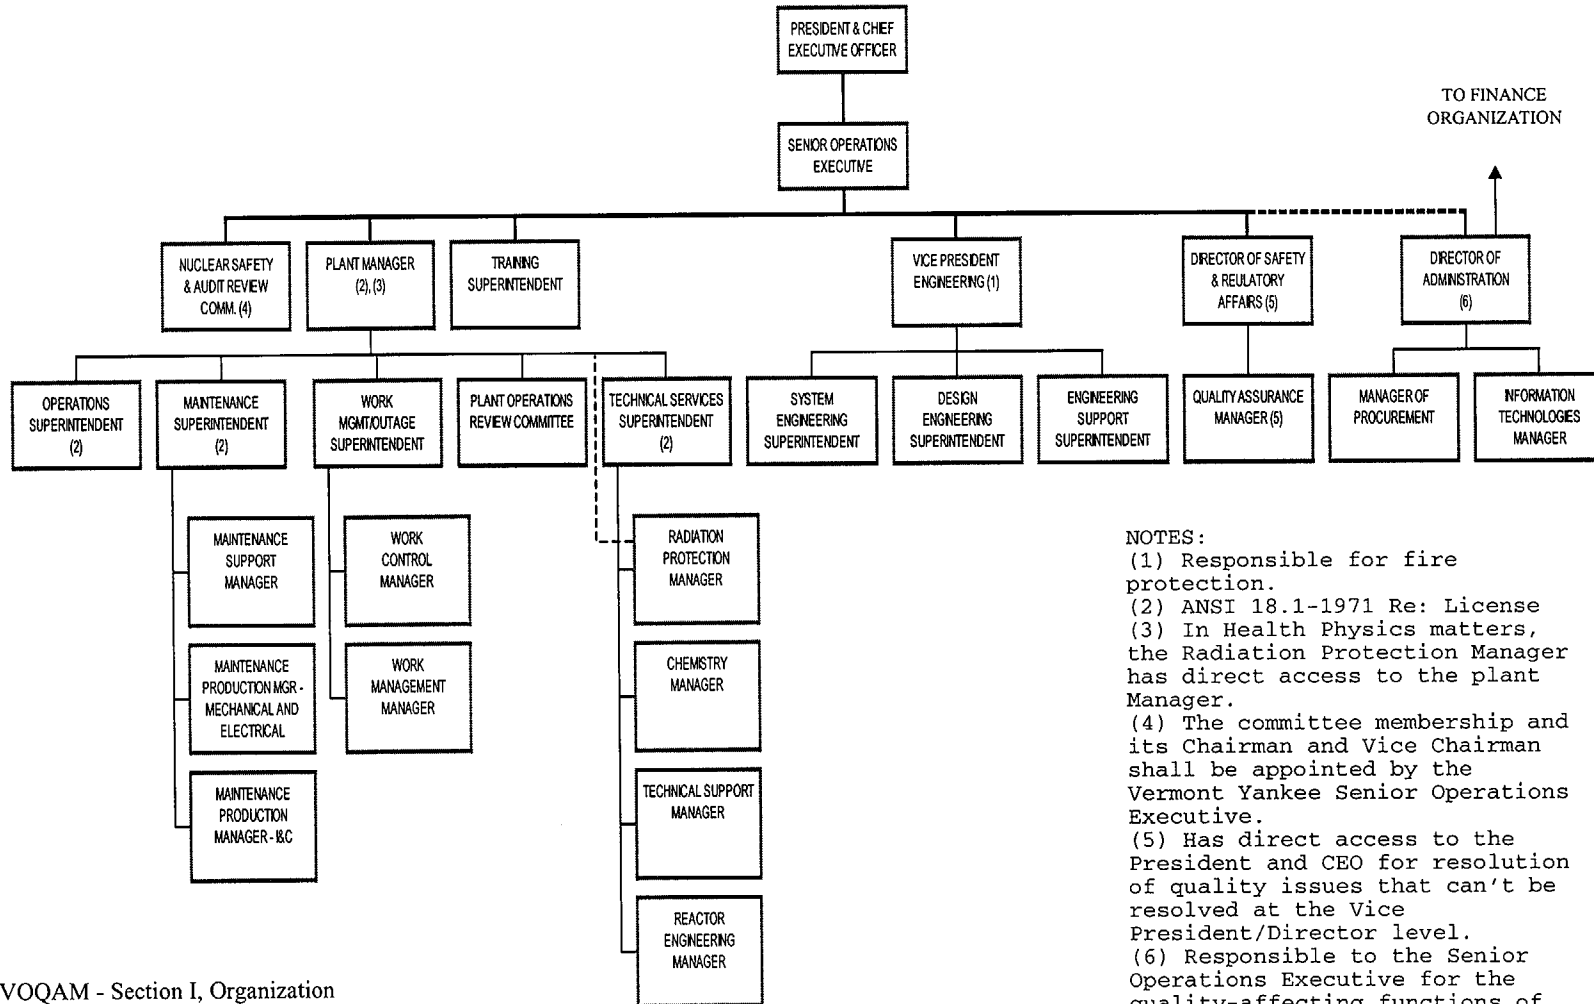 PRESIDENT & CHIEF
EXECUTIVE OFFICER
TO FINANCE
ORGANIZATION
SENIOR OPERATIONS
EXECUTIVE
NUCLEAR SAFETY
& AUDIT REVIEW
COMM. (4)
PLANT MANAGER
(2), (3)
TRAINING
SUPERINTENDENT
VICE PRESIDENT
ENGINEERING (1)
DIRECTOR OF SAFETY
& REULATORY
AFFAIRS (5)
DIRECTOR OF
ADMINISTRATION
(6)
OPERATIONS
SUPERINTENDENT
(2)
MAINTENANCE
SUPERINTENDENT
(2)
WORK
MGMT/OUTAGE
SUPERINTENDENT
PLANT OPERATIONS
REVIEW COMMITTEE
TECHNICAL SERVICES
SUPERINTENDENT
(2)
SYSTEM
ENGINEERING
SUPERINTENDENT
DESIGN
ENGINEERING
SUPERINTENDENT
ENGINEERING
SUPPORT
SUPERINTENDENT
QUALITY ASSURANCE
MANAGER (5)
MANAGER OF
PROCUREMENT
INFORMATION
TECHNOLOGIES
MANAGER
MAINTENANCE
SUPPORT
MANAGER
WORK
CONTROL
MANAGER
RADIATION
PROTECTION
MANAGER
MAINTENANCE
PRODUCTION MGR -
MECHANICAL AND
ELECTRICAL
WORK
MANAGEMENT
MANAGER
CHEMISTRY
MANAGER
MAINTENANCE
PRODUCTION
MANAGER - I&C
TECHNICAL SUPPORT
MANAGER
REACTOR
ENGINEERING
MANAGER
NOTES:
(1) Responsible for fire
protection.
(2) ANSI 18.1-1971 Re: License
(3) In Health Physics matters,
the Radiation Protection Manager
has direct access to the plant
Manager.
(4) The committee membership and
its Chairman and Vice Chairman
shall be appointed by the
Vermont Yankee Senior Operations
Executive.
(5) Has direct access to the
President and CEO for resolution
of quality issues that can't be
resolved at the Vice
President/Director level.
(6) Responsible to the Senior
Operations Executive for the
quality-affecting functions of
VOQAM - Section I, Organization